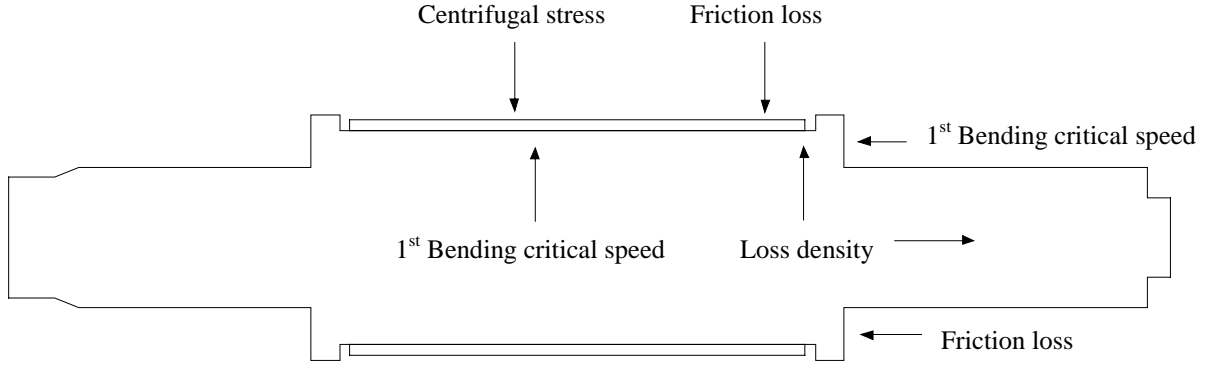 Centrifugal stress
Friction loss
1st Bending critical speed
1st Bending critical speed
Loss density
Friction loss